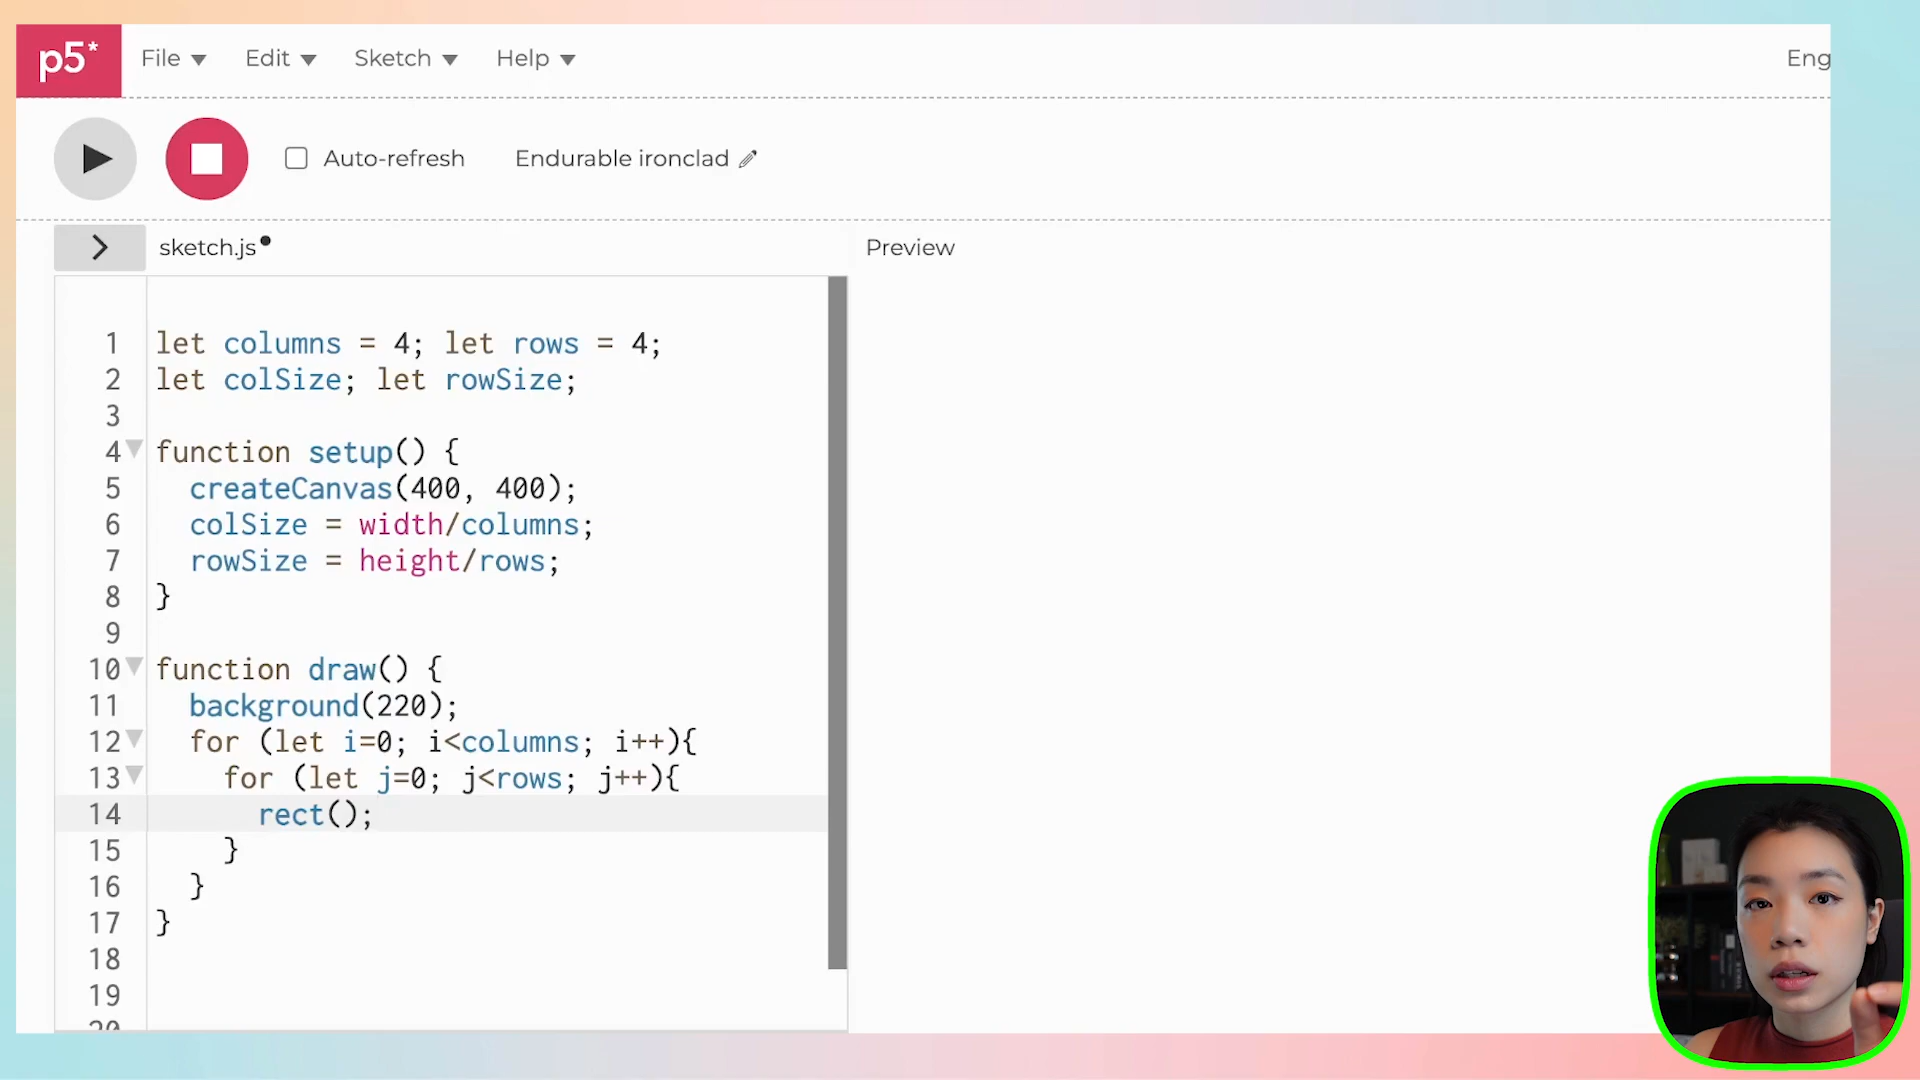 p5* File Edit Sketch Help Eng
Auto-refresh Endurable ironclad
sketch.js Preview
1 let columns = 4; let rows = 4;
2 let colSize; let rowSize;
3
4 function setup() {
5 createCanvas(400, 400);
6 colSize = width/columns;
7 rowSize = height/rows;
8 }
9
10 function draw() {
11 background(220);
12 for (let i=0; i<columns; i++){
13 for (let j=0; j<rows; j++){
14 rect();
15 }
16 }
17 }
18
19
20